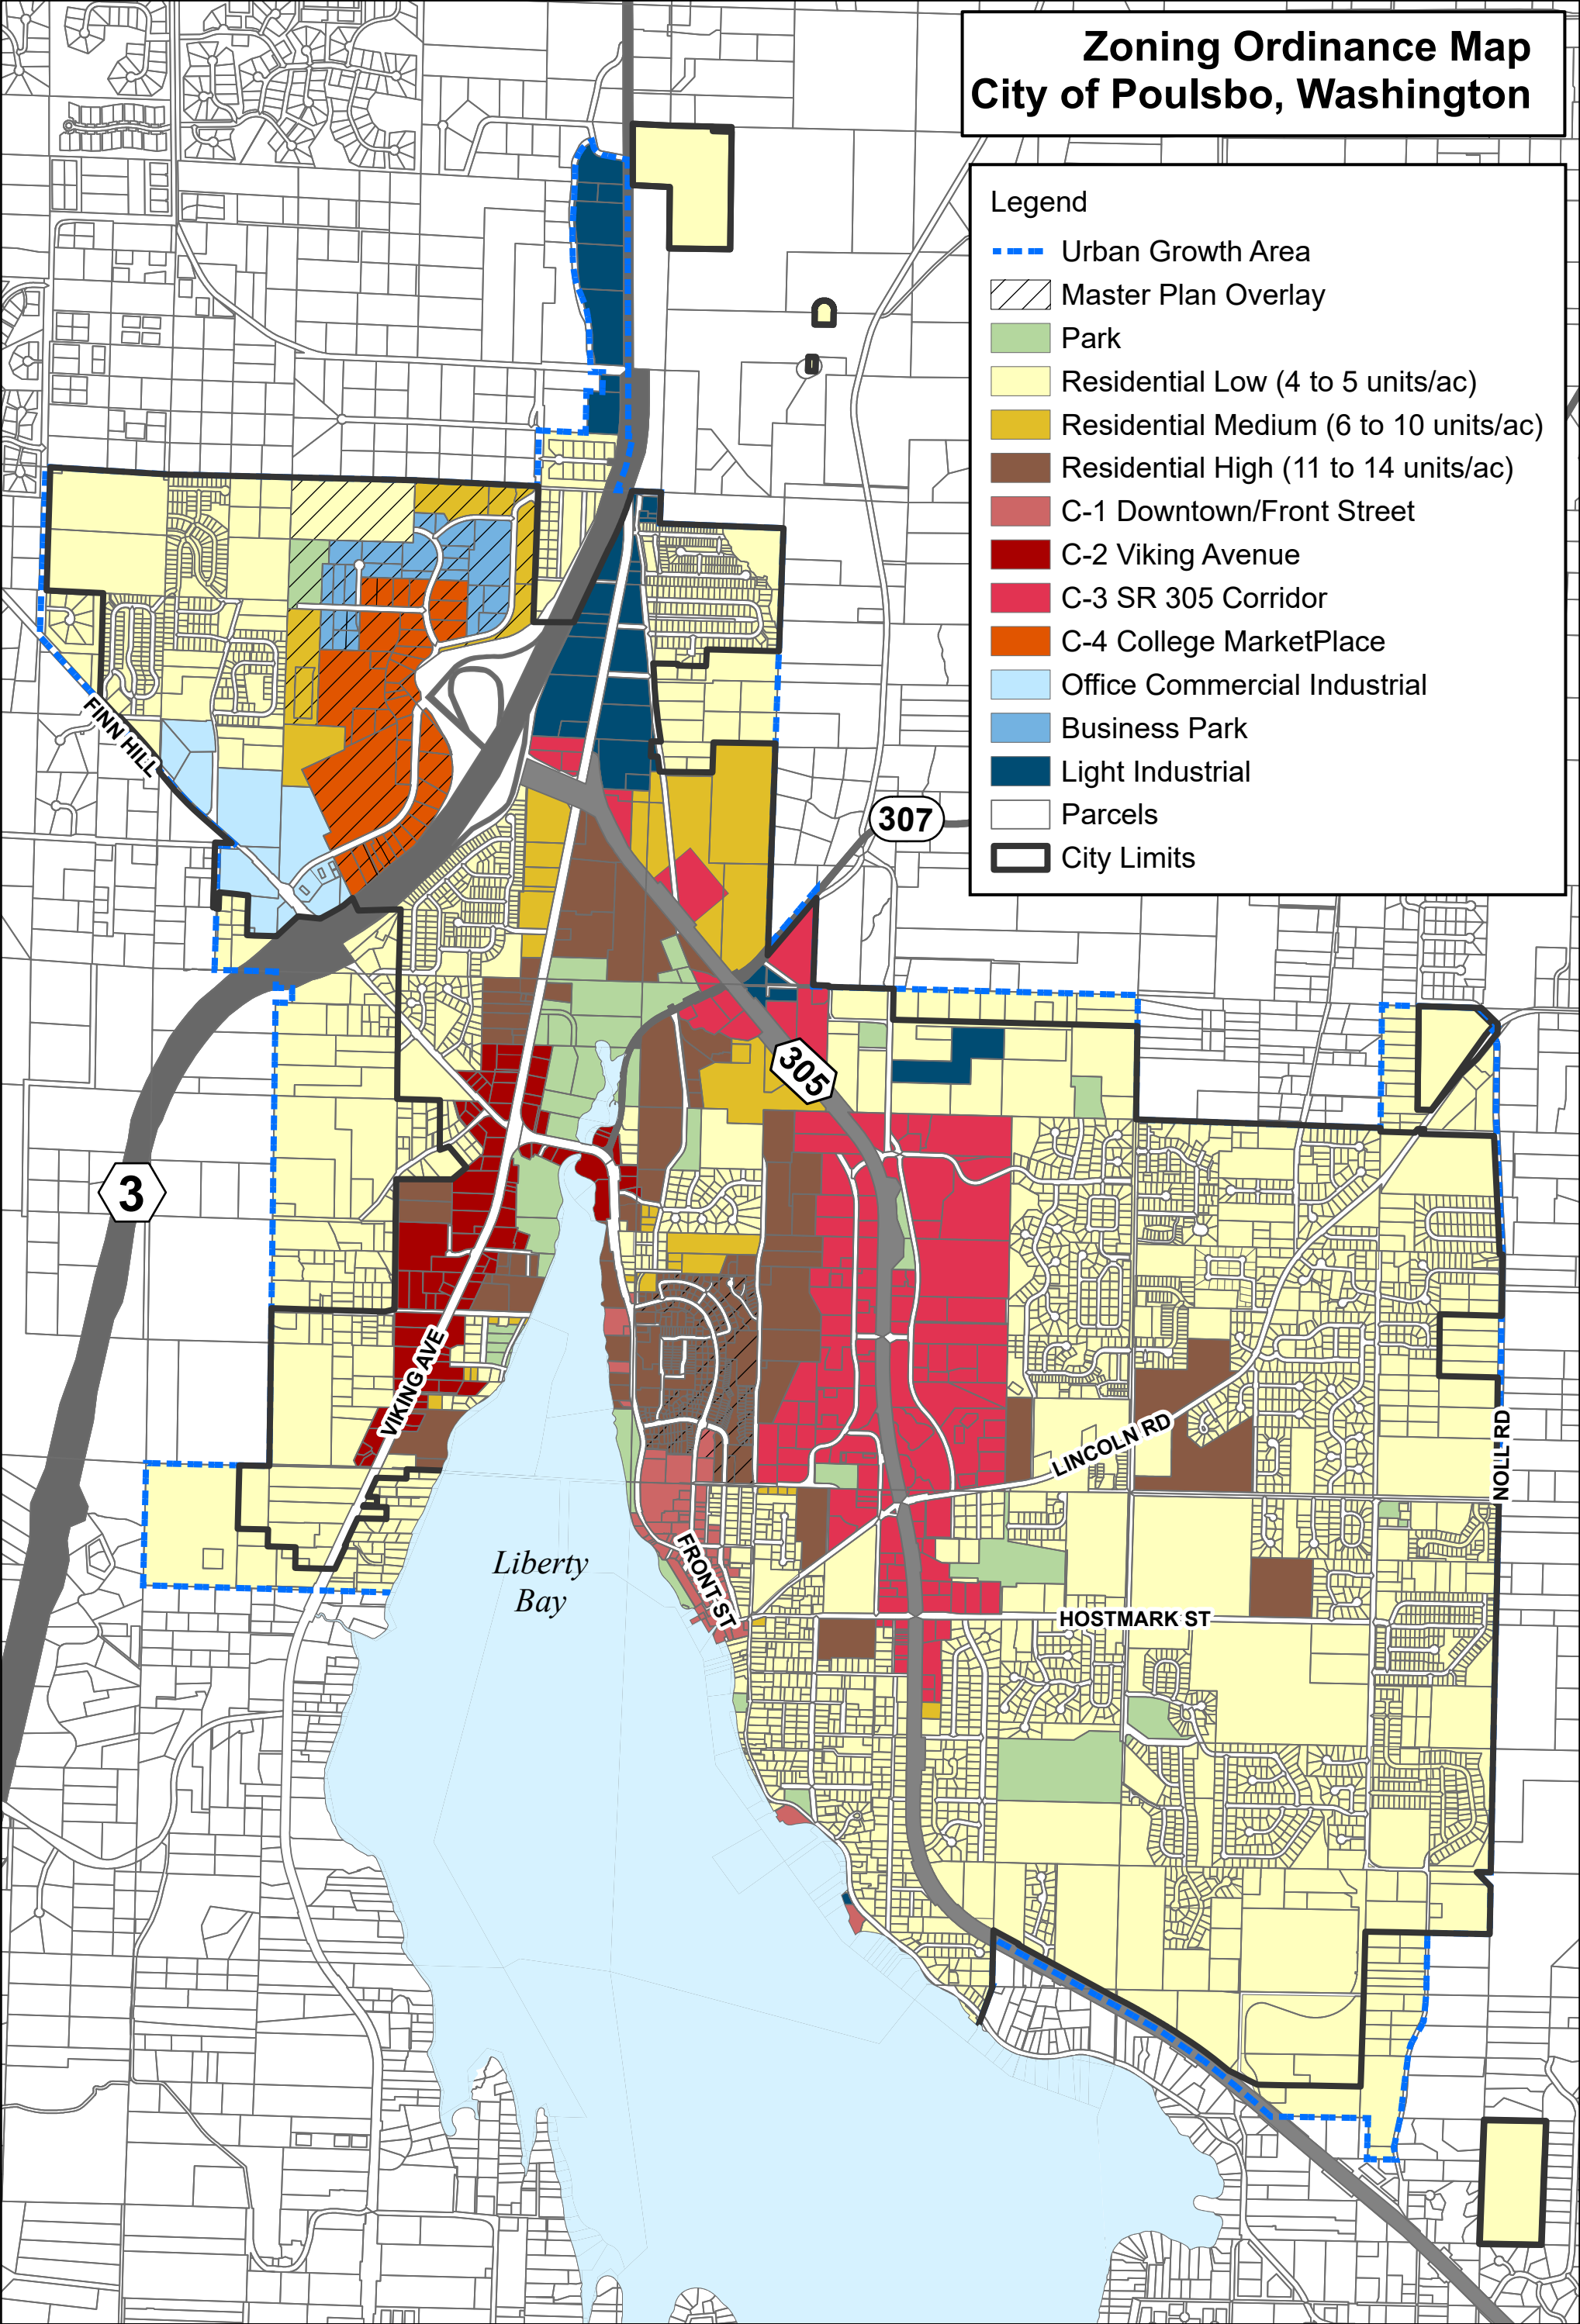 Zoning Ordinance Map
City of Poulsbo, Washington
Legend
Urban Growth Area
Master Plan Overlay
Park
Residential Low (4 to 5 units/ac)
Residential Medium (6 to 10 units/ac)
Residential High (11 to 14 units/ac)
C-1 Downtown/Front Street
C-2 Viking Avenue
C-3 SR 305 Corridor
C-4 College MarketPlace
Office Commercial Industrial
Business Park
Light Industrial
Parcels
City Limits
FINN HILL
307
305
3
VIKING AVE
LINCOLN RD
NOLL RD
FRONT ST
Liberty
Bay
HOSTMARK ST